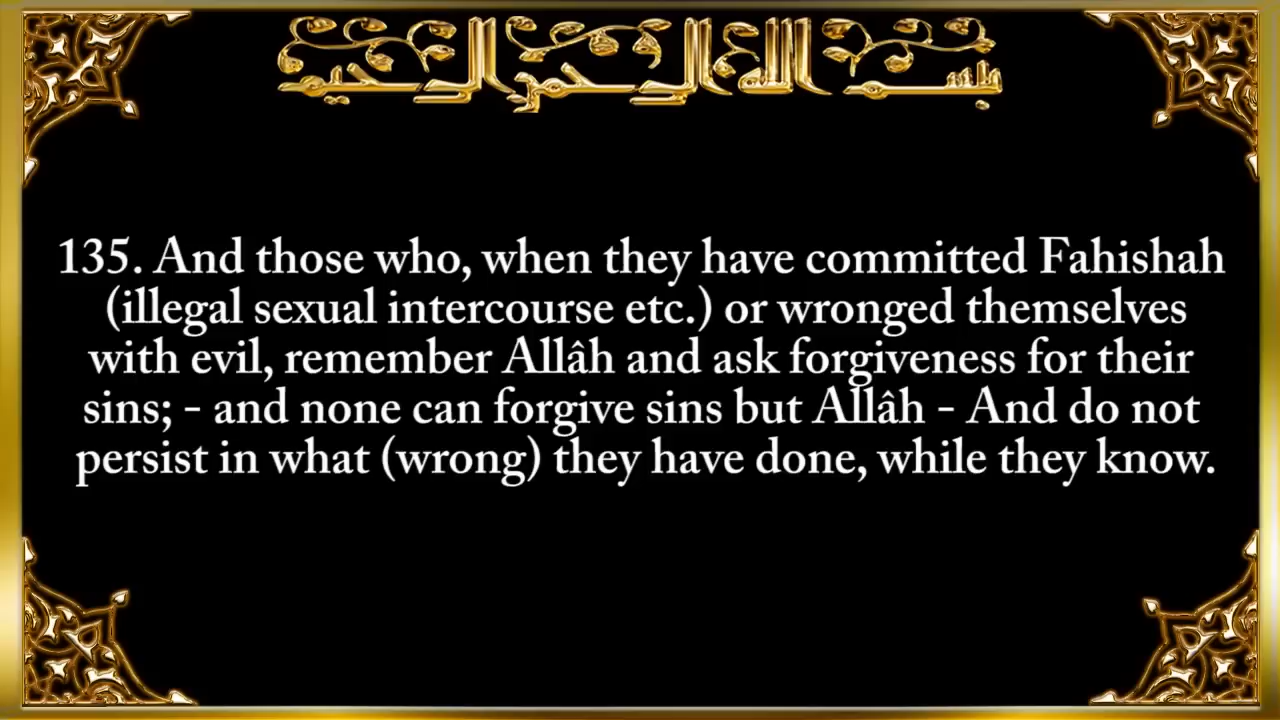 بسم الله الرحمن الرحيم
135. And those who, when they have committed Fahishah
(illegal sexual intercourse etc.) or wronged themselves
with evil, remember Allâh and ask forgiveness for their
sins; - and none can forgive sins but Allâh - And do not
persist in what (wrong) they have done, while they know.